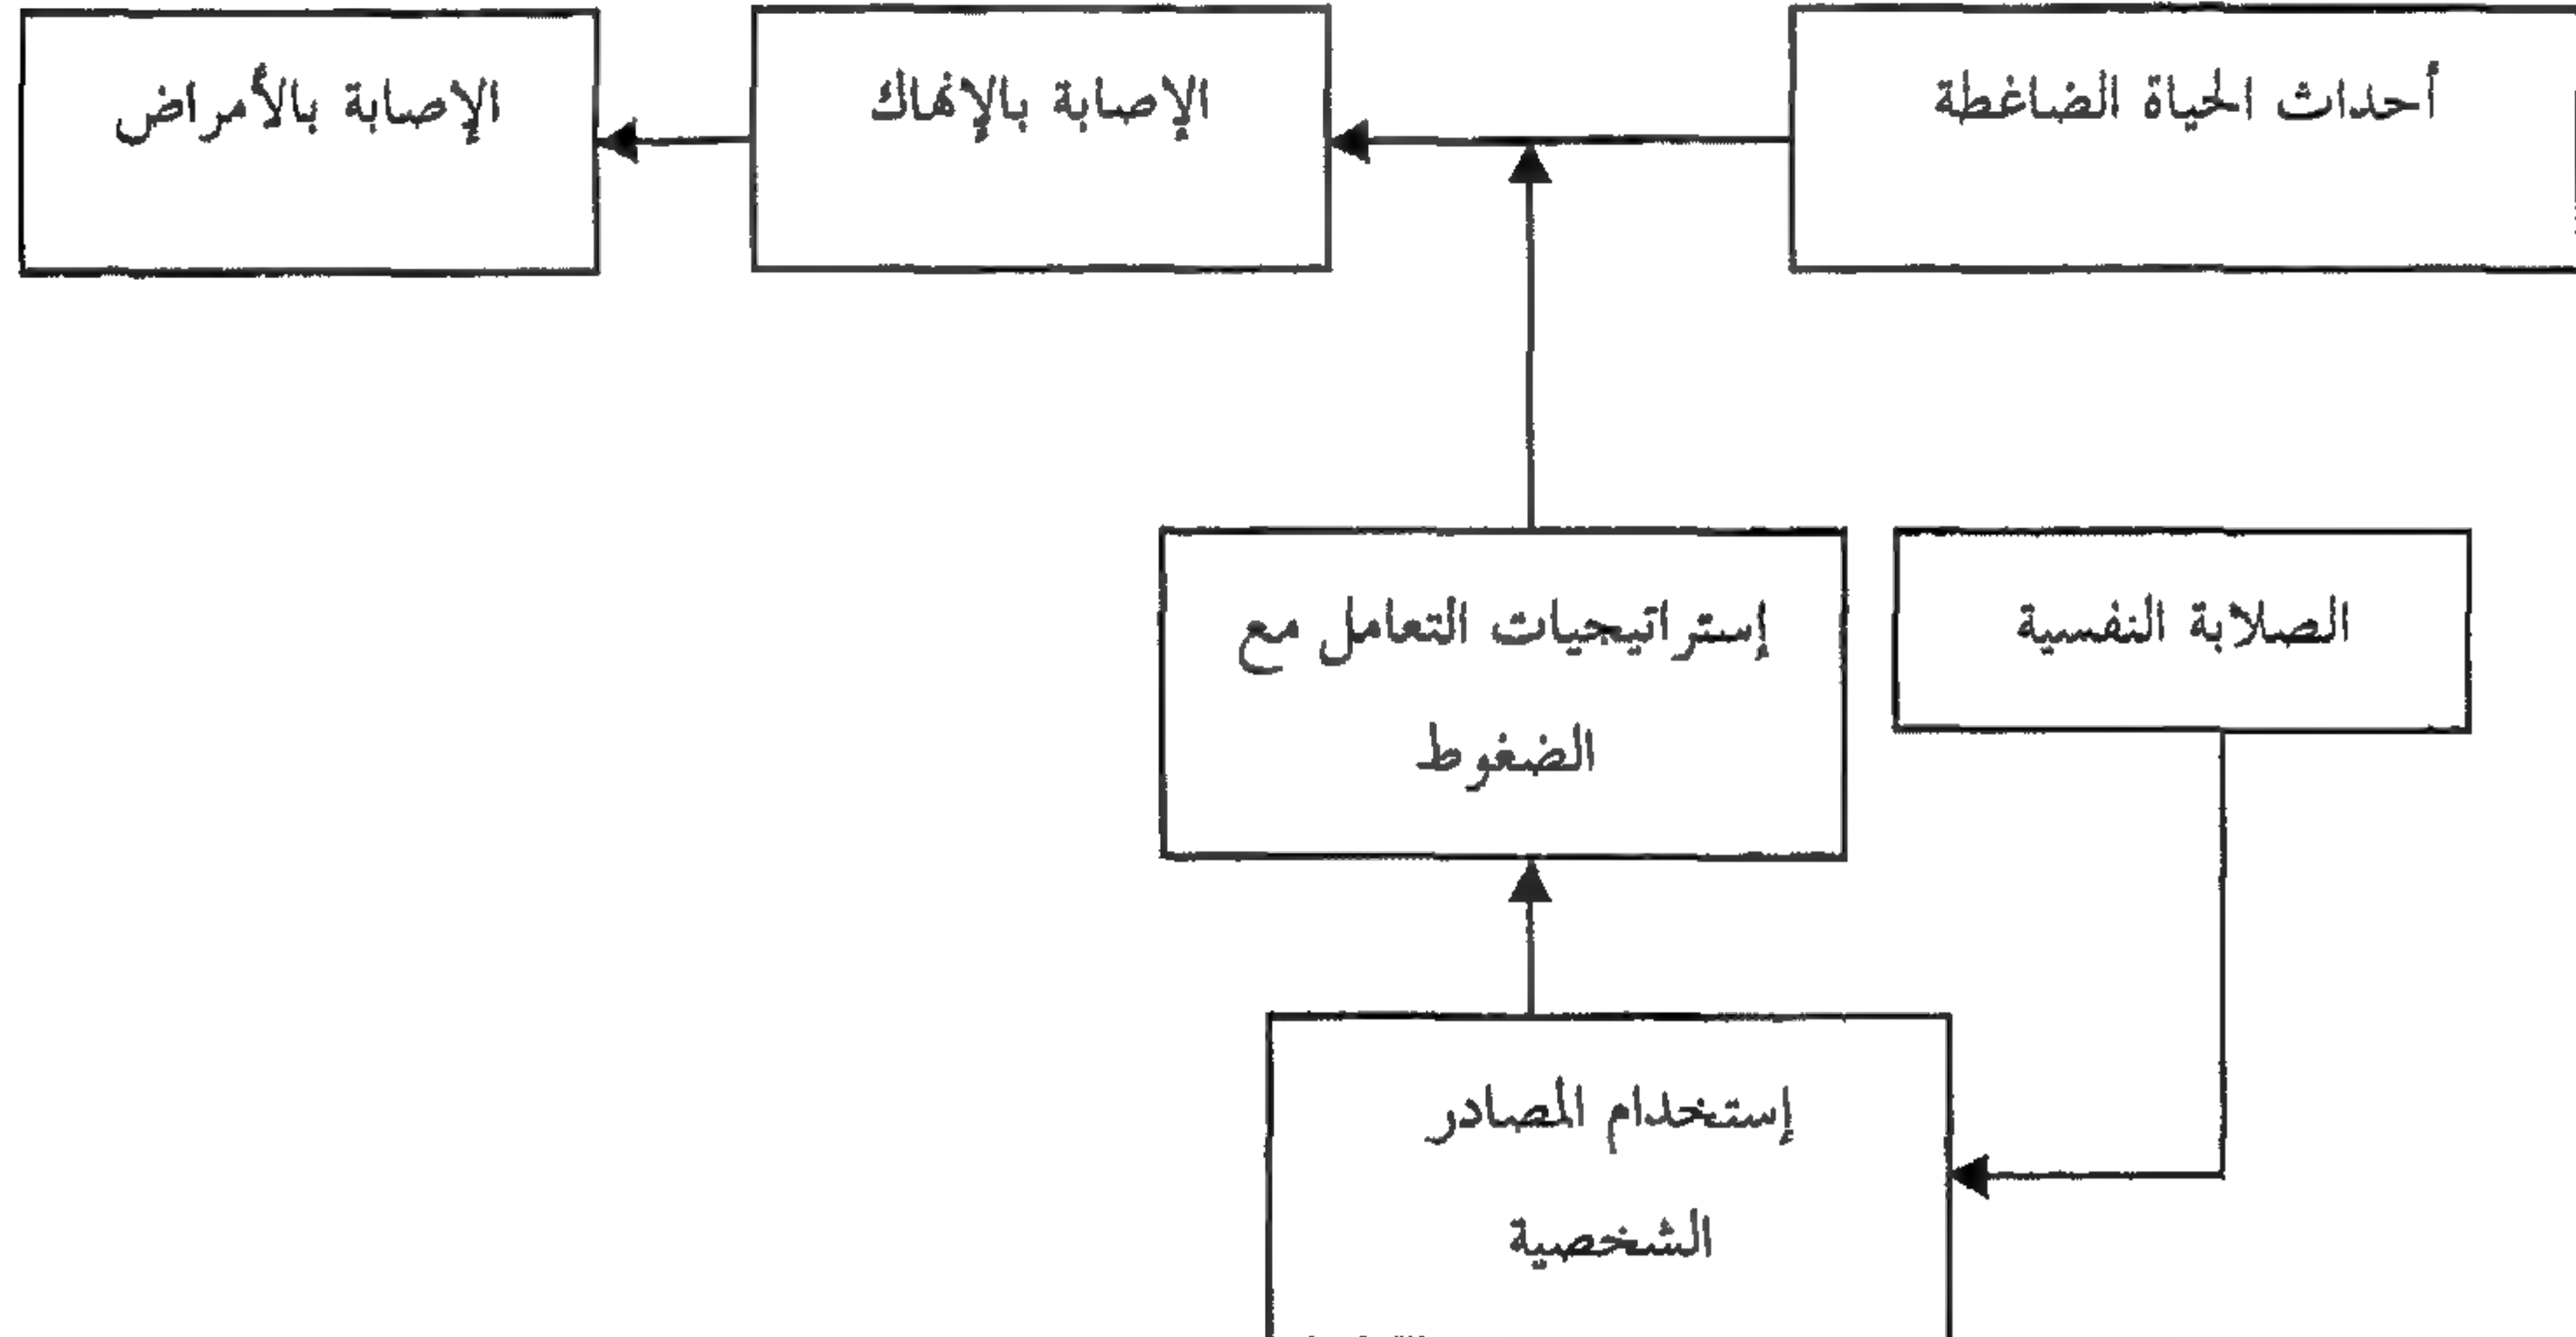 أحداث الحياة الضاغطة
الإصابة بالإنهاك
الإصابة بالأمراض
الصلابة النفسية
إستراتيجيات التعامل مع
الضغوط
إستخدام المصادر
الشخصية